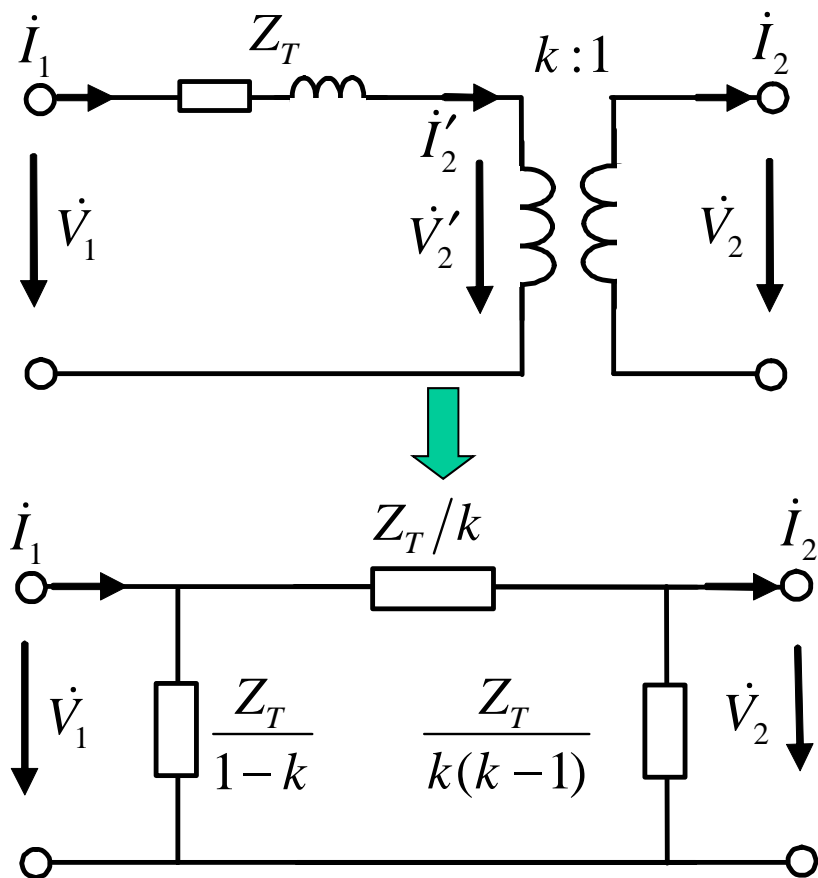 İ₁
Z_T
k : 1
İ₂
İ₂′
V̇₁
V̇₂′
V̇₂
Z_T/k
İ₁
İ₂
V̇₁
Z_T/(1−k)
Z_T/(k(k−1))
V̇₂